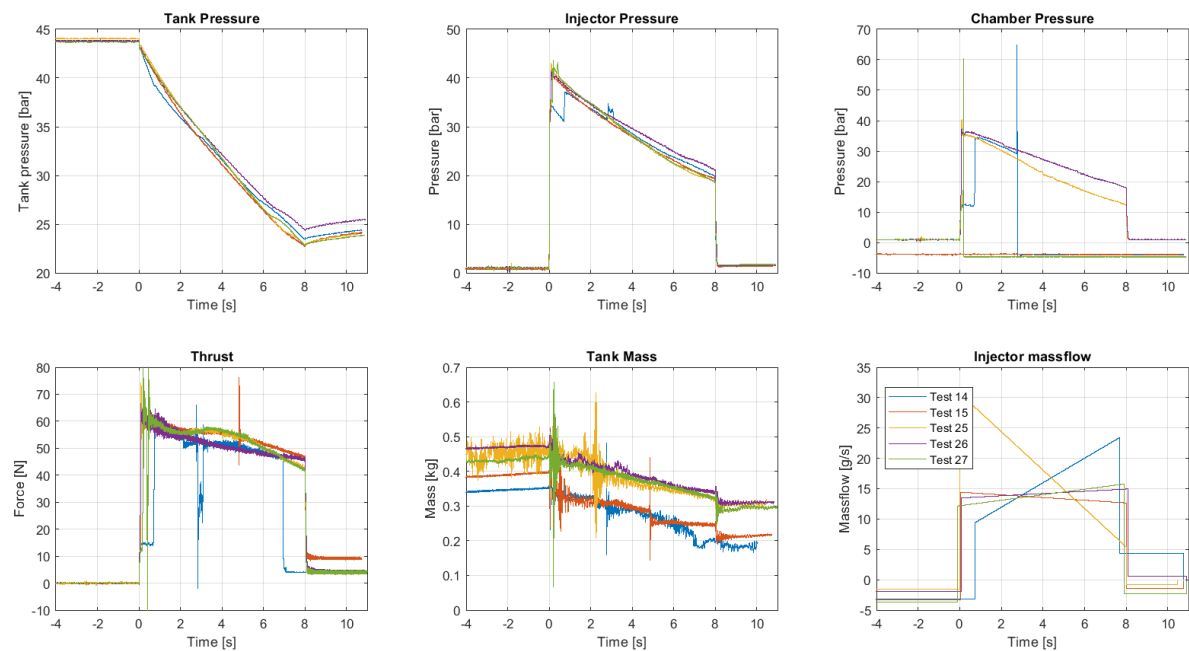 Tank Pressure
Tank pressure [bar]
45
40
35
30
25
20
-4 -2 0 2 4 6 8 10
Time [s]
Injector Pressure
Pressure [bar]
50
40
30
20
10
0
-4 -2 0 2 4 6 8 10
Time [s]
Chamber Pressure
Pressure [bar]
70
60
50
40
30
20
10
0
-10
-4 -2 0 2 4 6 8 10
Time [s]
Thrust
Force [N]
80
70
60
50
40
30
20
10
0
-10
-4 -2 0 2 4 6 8 10
Time [s]
Tank Mass
Mass [kg]
0.7
0.6
0.5
0.4
0.3
0.2
0.1
0
-4 -2 0 2 4 6 8 10
Time [s]
Injector massflow
Massflow [g/s]
35
30
25
20
15
10
5
0
-5
Test 14
Test 15
Test 25
Test 26
Test 27
-4 -2 0 2 4 6 8 10
Time [s]